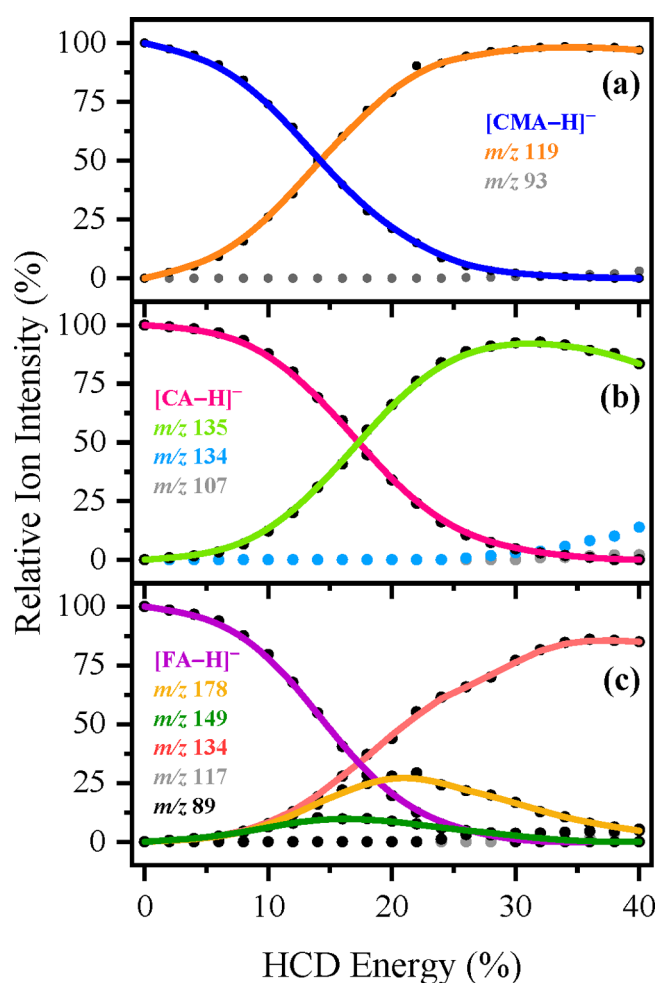 Relative Ion Intensity (%)
100
75
50
25
0
(a)
[CMA−H]⁻
m/z 119
m/z 93
100
75
50
25
0
(b)
[CA−H]⁻
m/z 135
m/z 134
m/z 107
100
75
50
25
0
(c)
[FA−H]⁻
m/z 178
m/z 149
m/z 134
m/z 117
m/z 89
0 10 20 30 40
HCD Energy (%)